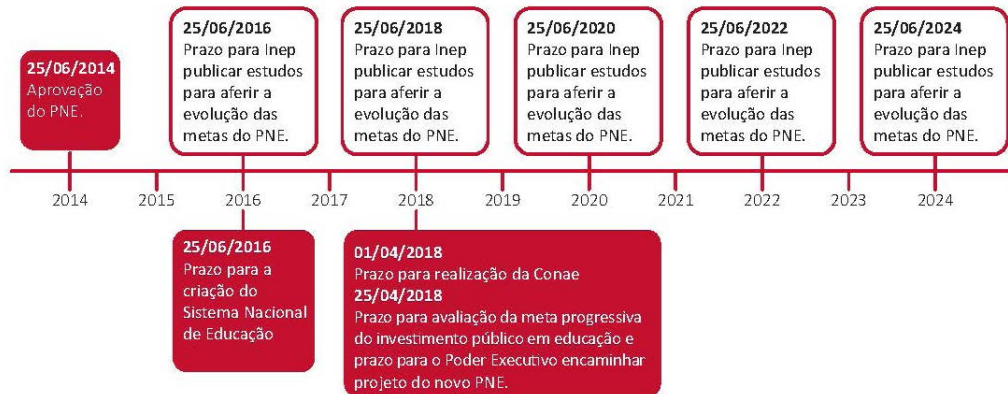 25/06/2014
Aprovação
do PNE.
25/06/2016
Prazo para Inep
publicar estudos
para aferir a
evolução das
metas do PNE.
25/06/2018
Prazo para Inep
publicar estudos
para aferir a
evolução das
metas do PNE.
25/06/2020
Prazo para Inep
publicar estudos
para aferir a
evolução das
metas do PNE.
25/06/2022
Prazo para Inep
publicar estudos
para aferir a
evolução das
metas do PNE.
25/06/2024
Prazo para Inep
publicar estudos
para aferir a
evolução das
metas do PNE.
2014 2015 2016 2017 2018 2019 2020 2021 2022 2023 2024
25/06/2016
Prazo para a
criação do
Sistema Nacional
de Educação
01/04/2018
Prazo para realização da Conae
25/04/2018
Prazo para avaliação da meta progressiva
do investimento público em educação e
prazo para o Poder Executivo encaminhar
projeto do novo PNE.